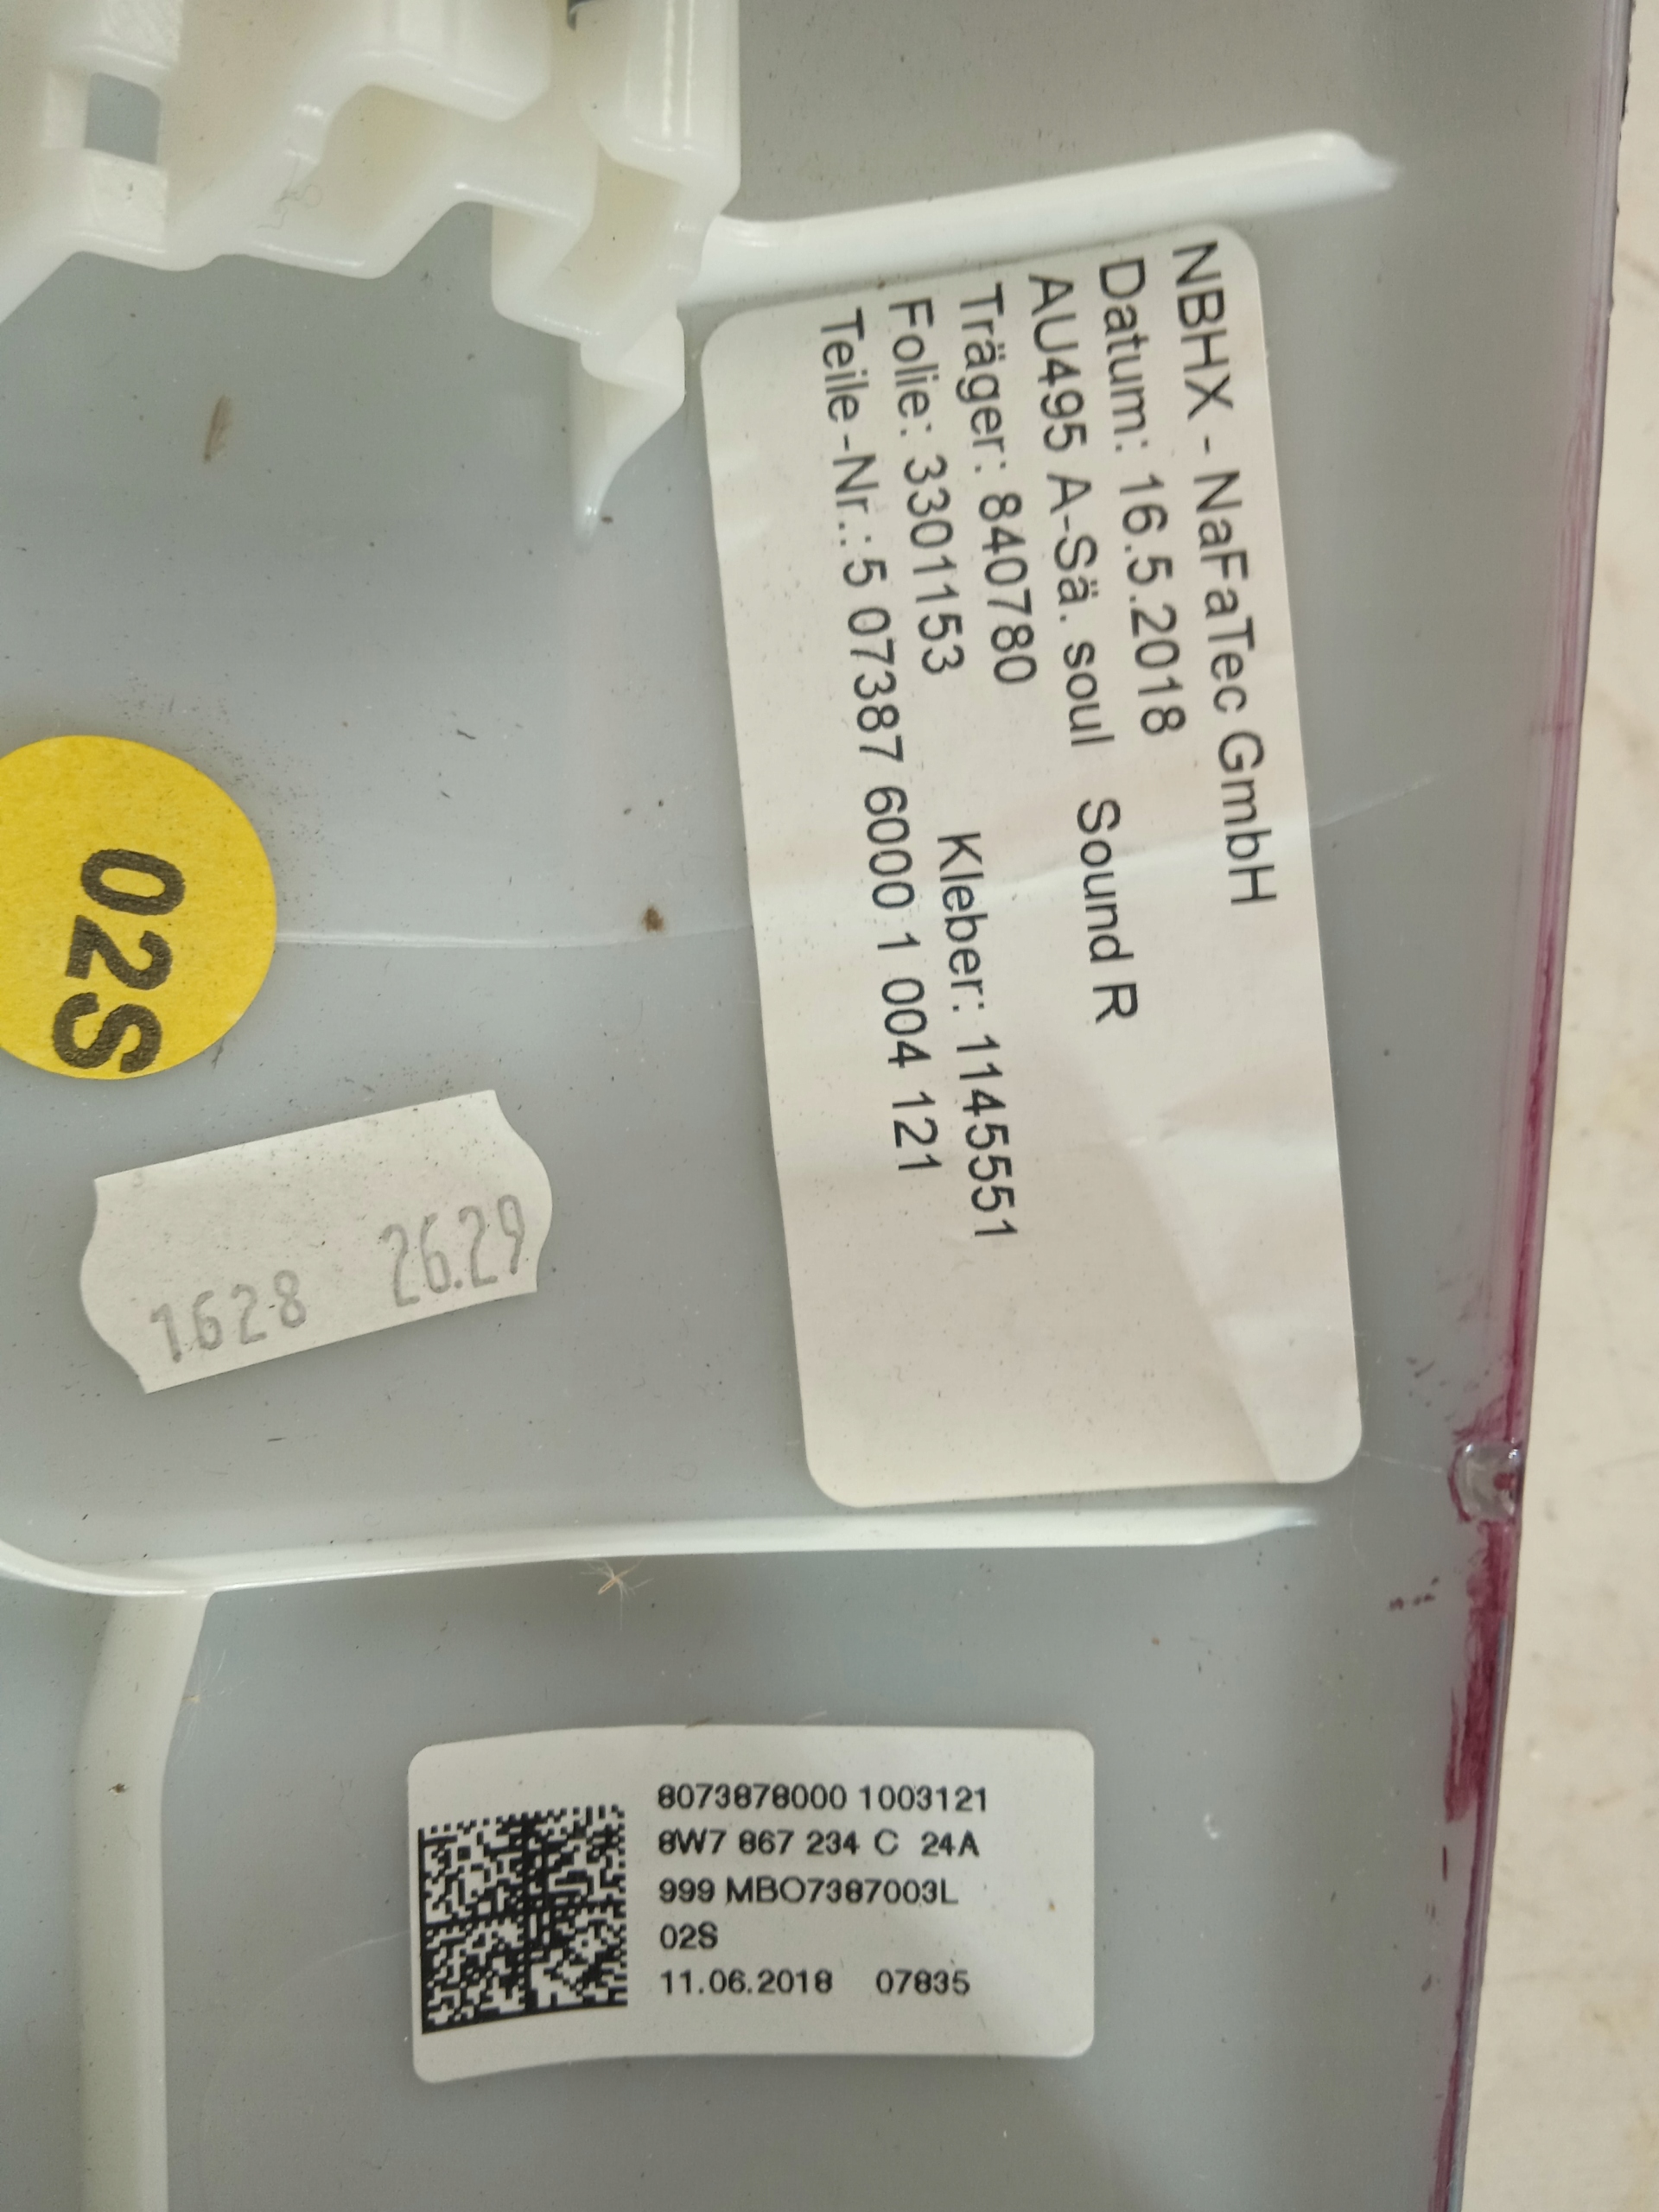 NBHX - NaFaTec GmbH
Datum: 16.5.2018
AU495 A-Sä. soul Sound R
Träger: 840780
Folie: 3301153 Kleber: 1145551
Teile-Nr.: 5 07387 6000 1 004 121
02S
1628 26.29
8073878000 1003121
8W7 867 234 C 24A
999 MBO7387003L
02S
11.06.2018 07835